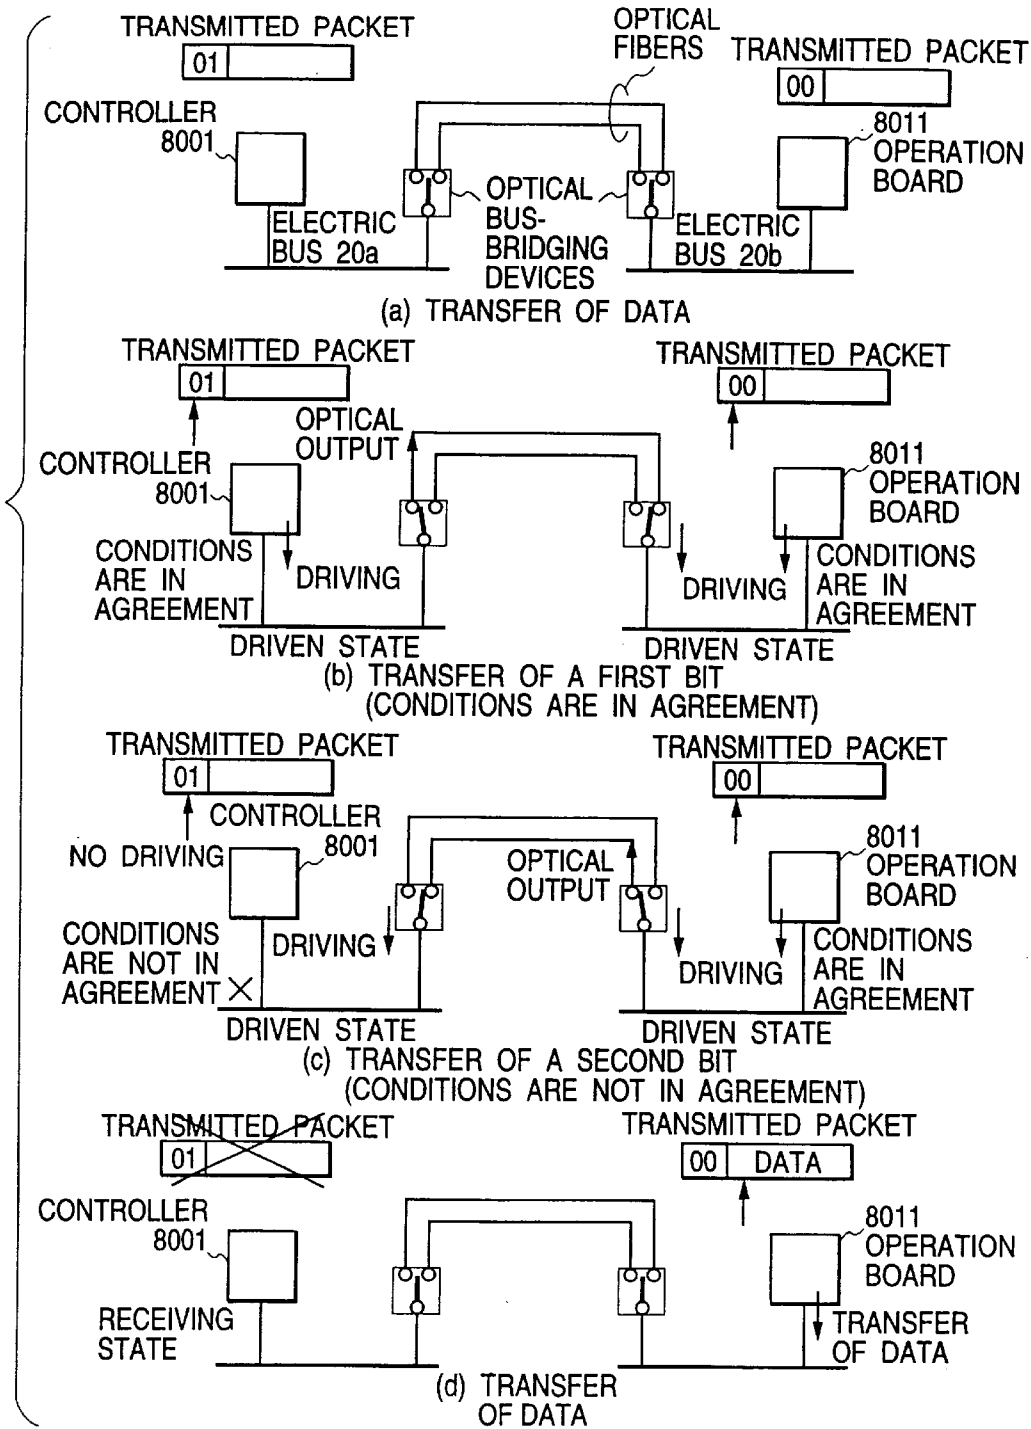 TRANSMITTED PACKET
01
OPTICAL
FIBERS
TRANSMITTED PACKET
00
CONTROLLER
8001
8011
OPERATION
BOARD
ELECTRIC
BUS 20a
OPTICAL
BUS-
BRIDGING
DEVICES
ELECTRIC
BUS 20b
(a) TRANSFER OF DATA
TRANSMITTED PACKET
01
TRANSMITTED PACKET
00
OPTICAL
OUTPUT
CONTROLLER
8001
8011
OPERATION
BOARD
CONDITIONS
ARE IN
AGREEMENT
DRIVING
DRIVING
CONDITIONS
ARE IN
AGREEMENT
DRIVEN STATE
DRIVEN STATE
(b) TRANSFER OF A FIRST BIT
(CONDITIONS ARE IN AGREEMENT)
TRANSMITTED PACKET
01
TRANSMITTED PACKET
00
CONTROLLER
8001
NO DRIVING
OPTICAL
OUTPUT
8011
OPERATION
BOARD
CONDITIONS
ARE NOT IN
AGREEMENT
DRIVING
DRIVING
CONDITIONS
ARE IN
AGREEMENT
DRIVEN STATE
DRIVEN STATE
(c) TRANSFER OF A SECOND BIT
(CONDITIONS ARE NOT IN AGREEMENT)
TRANSMITTED PACKET
01
TRANSMITTED PACKET
00 DATA
CONTROLLER
8001
8011
OPERATION
BOARD
RECEIVING
STATE
TRANSFER
OF DATA
(d) TRANSFER
OF DATA